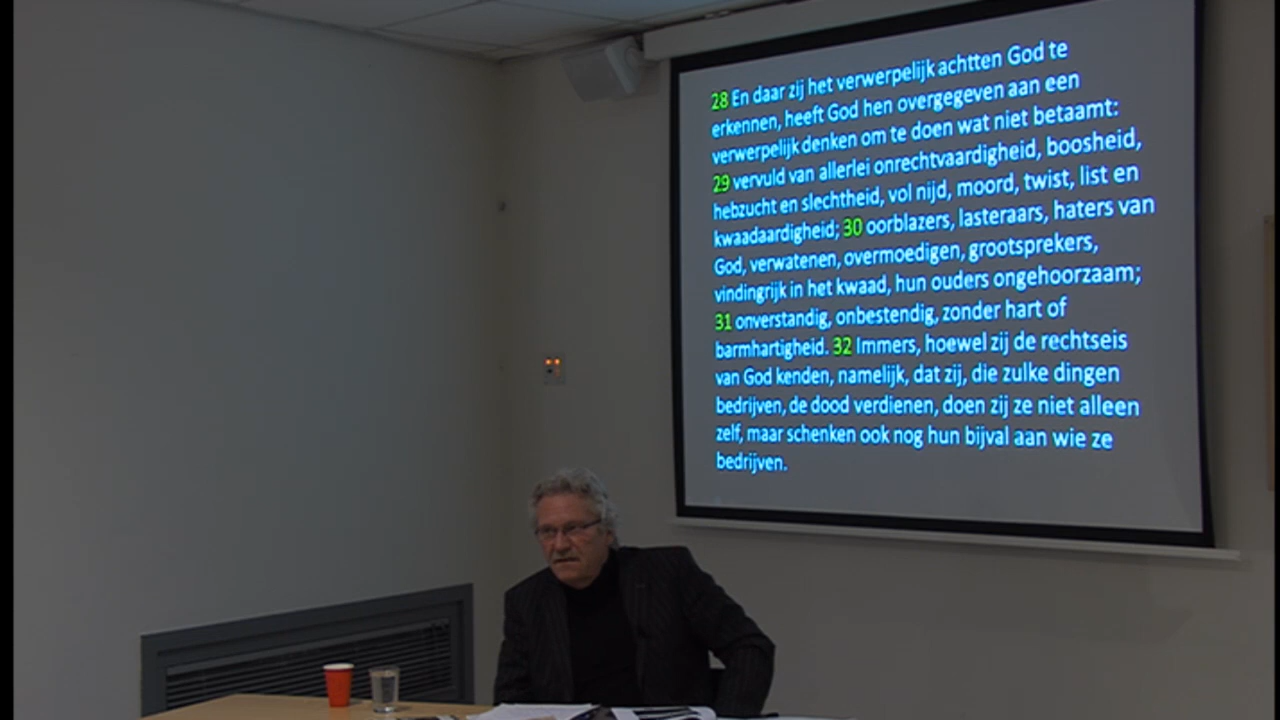 28 En daar zij het verwerpelijk achtten God te
erkennen, heeft God hen overgegeven aan een
verwerpelijk denken om te doen wat niet betaamt:
29 vervuld van allerlei onrechtvaardigheid, boosheid,
hebzucht en slechtheid, vol nijd, moord, twist, list en
kwaadaardigheid; 30 oorblazers, lasteraars, haters van
God, verwatenen, overmoedigen, grootsprekers,
vindingrijk in het kwaad, hun ouders ongehoorzaam;
31 onverstandig, onbestendig, zonder hart of
barmhartigheid. 32 Immers, hoewel zij de rechtseis
van God kenden, namelijk, dat zij, die zulke dingen
bedrijven, de dood verdienen, doen zij ze niet alleen
zelf, maar schenken ook nog hun bijval aan wie ze
bedrijven.